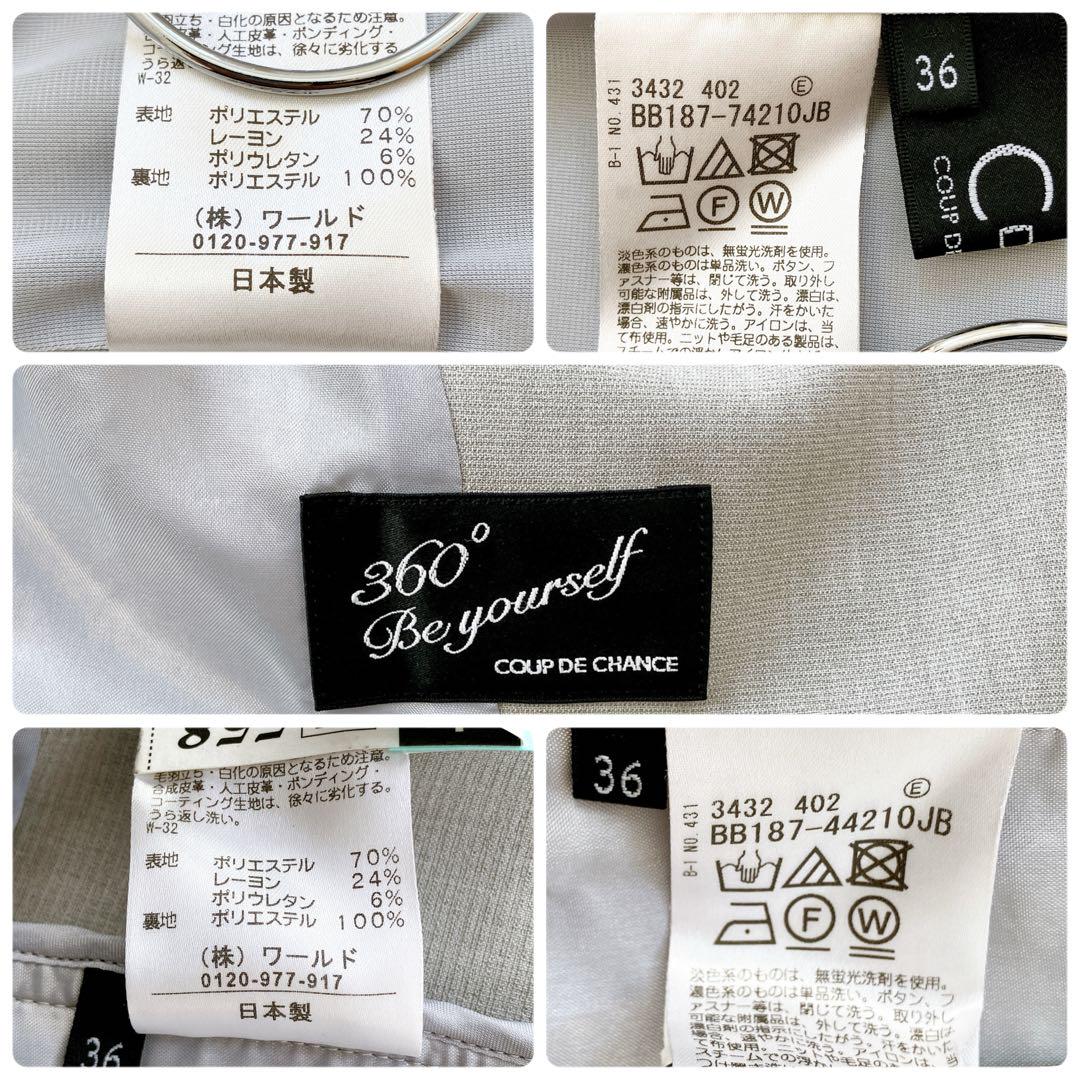 毛羽立ち・白化の原因となるため注意。
合成皮革・人工皮革・ボンディング・
コーティング生地は、徐々に劣化する
うら返し
W-32
表地 ポリエステル 70%
レーヨン 24%
ポリウレタン 6%
裏地 ポリエステル 100%
(株) ワールド
0120-977-917
日本製
B-1 NO.431
3432 402 Ⓔ
BB187-74210JB
F W
淡色系のものは、無蛍光洗剤を使用。
濃色系のものは単品洗い。ボタン、フ
ァスナー等は、閉じて洗う。取り外し
可能な附属品は、外して洗う。漂白は、
漂白剤の指示にしたがう。汗をかいた
場合、速やかに洗う。アイロンは、当
て布使用。ニットや毛足のある製品は、
36
COUP DE
360°
Be yourself
COUP DE CHANCE
毛羽立ち・白化の原因となるため注意。
合成皮革・人工皮革・ボンディング・
コーティング生地は、徐々に劣化する。
うら返し洗い。
W-32
表地 ポリエステル 70%
レーヨン 24%
ポリウレタン 6%
裏地 ポリエステル 100%
(株) ワールド
0120-977-917
日本製
36
36
B-1 NO.431
3432 402 Ⓔ
BB187-44210JB
F W
淡色系のものは、無蛍光洗剤を使用。
濃色系のものは単品洗い。ボタン、フ
ァスナー等は、閉じて洗う。取り外し
可能な附属品は、外して洗う。漂白は、
漂白剤の指示にしたがう。汗をかいた
場合、速やかに洗う。アイロンは、当
て布使用。ニットや毛足のある製品は、
スチームでの浮かし